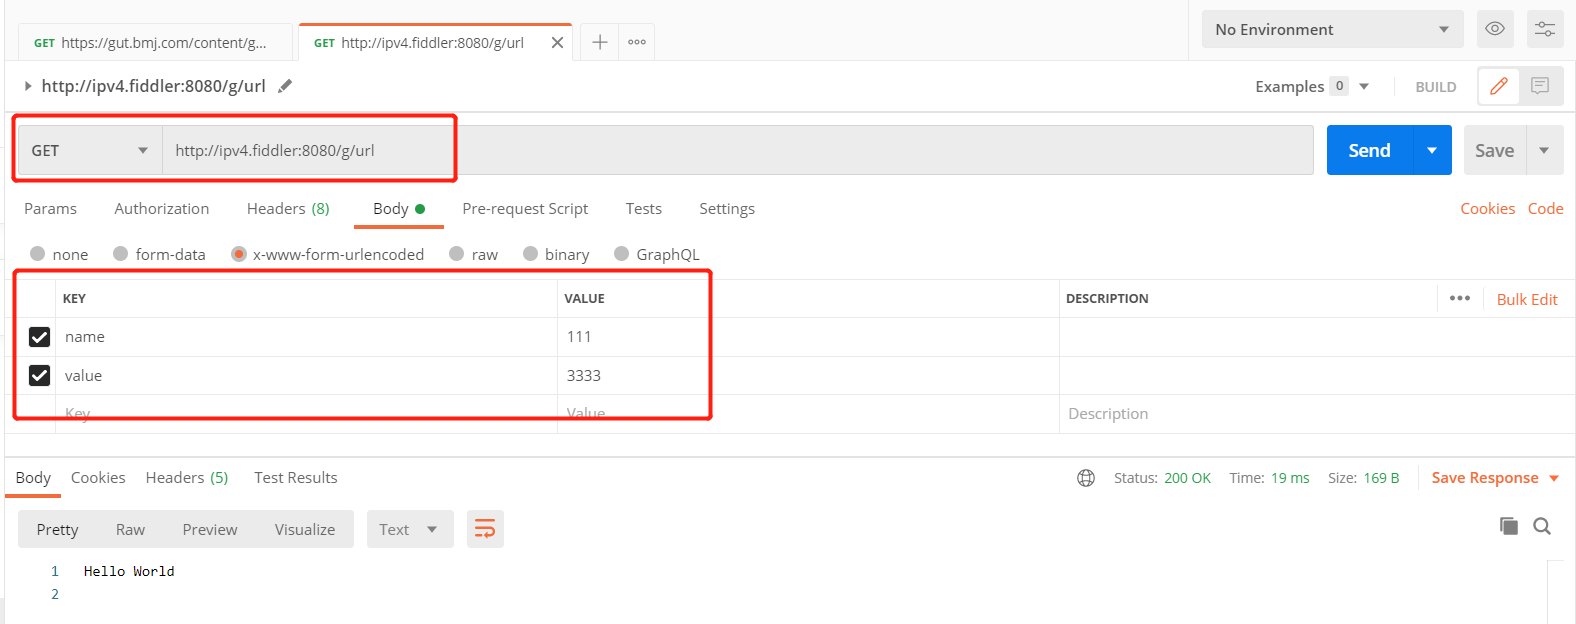 GET https://gut.bmj.com/content/g... GET http://ipv4.fiddler:8080/g/url No Environment
http://ipv4.fiddler:8080/g/url Examples 0 BUILD
GET http://ipv4.fiddler:8080/g/url Send Save
Params Authorization Headers (8) Body Pre-request Script Tests Settings Cookies Code
none form-data x-www-form-urlencoded raw binary GraphQL
KEY VALUE DESCRIPTION Bulk Edit
name 111
value 3333
Key Value Description
Body Cookies Headers (5) Test Results Status: 200 OK Time: 19 ms Size: 169 B Save Response
Pretty Raw Preview Visualize Text
1 Hello World
2